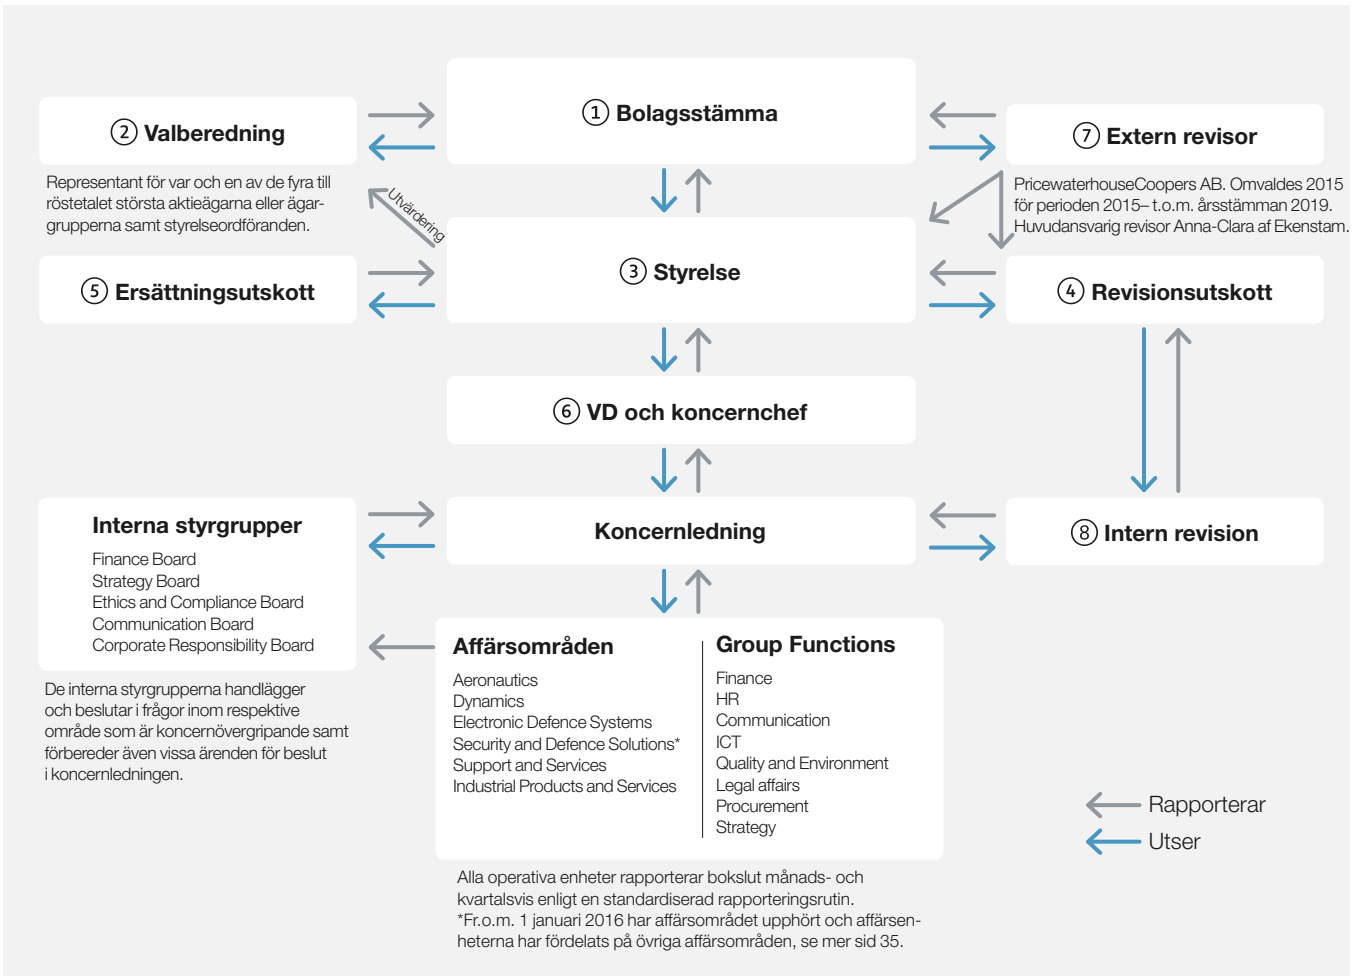 ① Bolagsstämma
② Valberedning
Representant för var och en av de fyra till
röstetalet största aktieägarna eller ägar-
grupperna samt styrelseordföranden.
⑦ Extern revisor
PricewaterhouseCoopers AB. Omvaldes 2015
för perioden 2015– t.o.m. årsstämman 2019.
Huvudansvarig revisor Anna-Clara af Ekenstam.
Utvärdering
③ Styrelse
⑤ Ersättningsutskott
④ Revisionsutskott
⑥ VD och koncernchef
Interna styrgrupper
Finance Board
Strategy Board
Ethics and Compliance Board
Communication Board
Corporate Responsibility Board
De interna styrgrupperna handlägger
och beslutar i frågor inom respektive
område som är koncernövergripande samt
förbereder även vissa ärenden för beslut
i koncernledningen.
Koncernledning
⑧ Intern revision
Affärsområden
Aeronautics
Dynamics
Electronic Defence Systems
Security and Defence Solutions*
Support and Services
Industrial Products and Services
Group Functions
Finance
HR
Communication
ICT
Quality and Environment
Legal affairs
Procurement
Strategy
Rapporterar
Utser
Alla operativa enheter rapporterar bokslut månads- och
kvartalsvis enligt en standardiserad rapporteringsrutin.
*Fr.o.m. 1 januari 2016 har affärsområdet upphört och affärsen-
heterna har fördelats på övriga affärsområden, se mer sid 35.